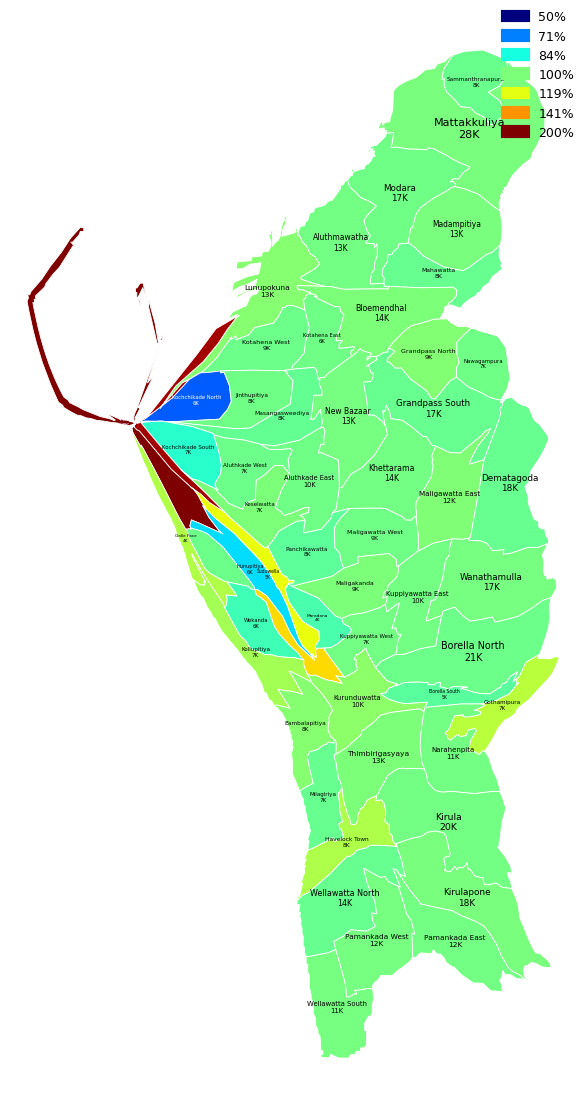 50%
71%
84%
100%
119%
141%
200%
Sammanthranapur...
8K
Mattakkuliya
28K
Modara
17K
Madampitiya
13K
Aluthmawatha
13K
Mahawatta
8K
Lunupokuna
13K
Bloemendhal
14K
Kotahena East
6K
Kotahena West
9K
Grandpass North
9K
Nawagampura
7K
Kochchikade North
6K
Jinthupitiya
8K
Masangasweediya
8K
New Bazaar
13K
Grandpass South
17K
Kochchikade South
7K
Aluthkade West
7K
Aluthkade East
10K
Khettarama
14K
Dematagoda
18K
Maligawatta East
12K
Keselwatta
7K
Maligawatta West
9K
Galle Face
4K
Panchikawatta
8K
Hunupitiya
6K
Suduwella
5K
Maligakanda
9K
Wanathamulla
17K
Kuppiyawatta East
10K
Maradana
4K
Wekanda
6K
Kuppiyawatta West
7K
Kollupitiya
7K
Borella North
21K
Borella South
5K
Kurunduwatta
10K
Gothamipura
7K
Bambalapitiya
8K
Narahenpita
11K
Thimbirigasyaya
13K
Milagiriya
7K
Kirula
20K
Havelock Town
8K
Wellawatta North
14K
Kirulapone
18K
Pamankada West
12K
Pamankada East
12K
Wellawatta South
11K